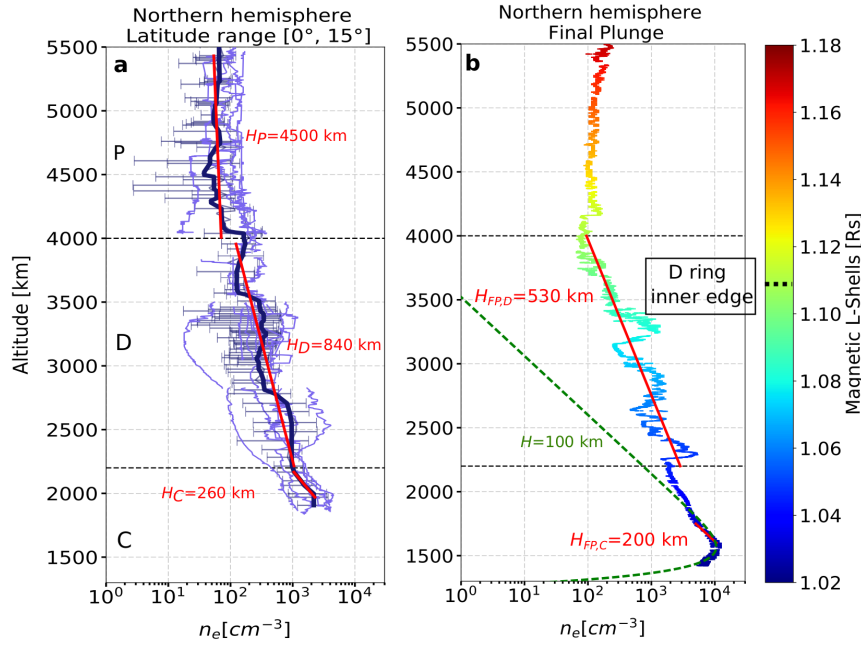 Northern hemisphere
Latitude range [0°, 15°]
Northern hemisphere
Final Plunge
a
b
P
D
C
5500
5000
4500
4000
3500
3000
2500
2000
1500
Altitude [km]
H_P=4500 km
H_D=840 km
H_C=260 km
10^0
10^1
10^2
10^3
10^4
n_e[cm^{-3}]
5500
5000
4500
4000
3500
3000
2500
2000
1500
H_{FP,D}=530 km
H=100 km
H_{FP,C}=200 km
D ring
inner edge
10^0
10^1
10^2
10^3
10^4
n_e[cm^{-3}]
1.18
1.16
1.14
1.12
1.10
1.08
1.06
1.04
1.02
Magnetic L-Shells [Rs]